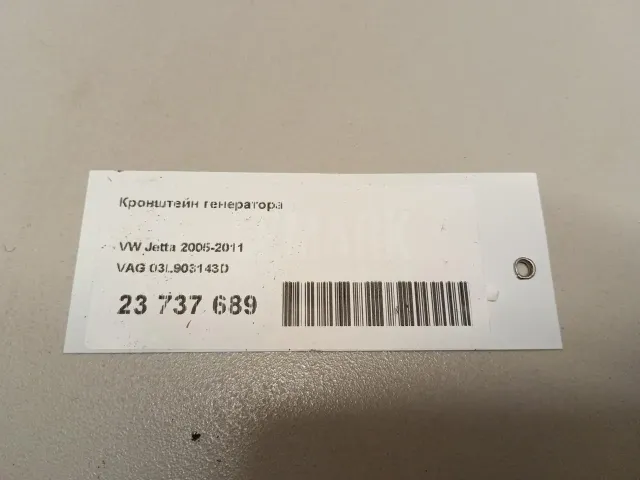 Кронштейн генератора
VW Jetta 2005-2011
VAG 03L903143D
23 737 689